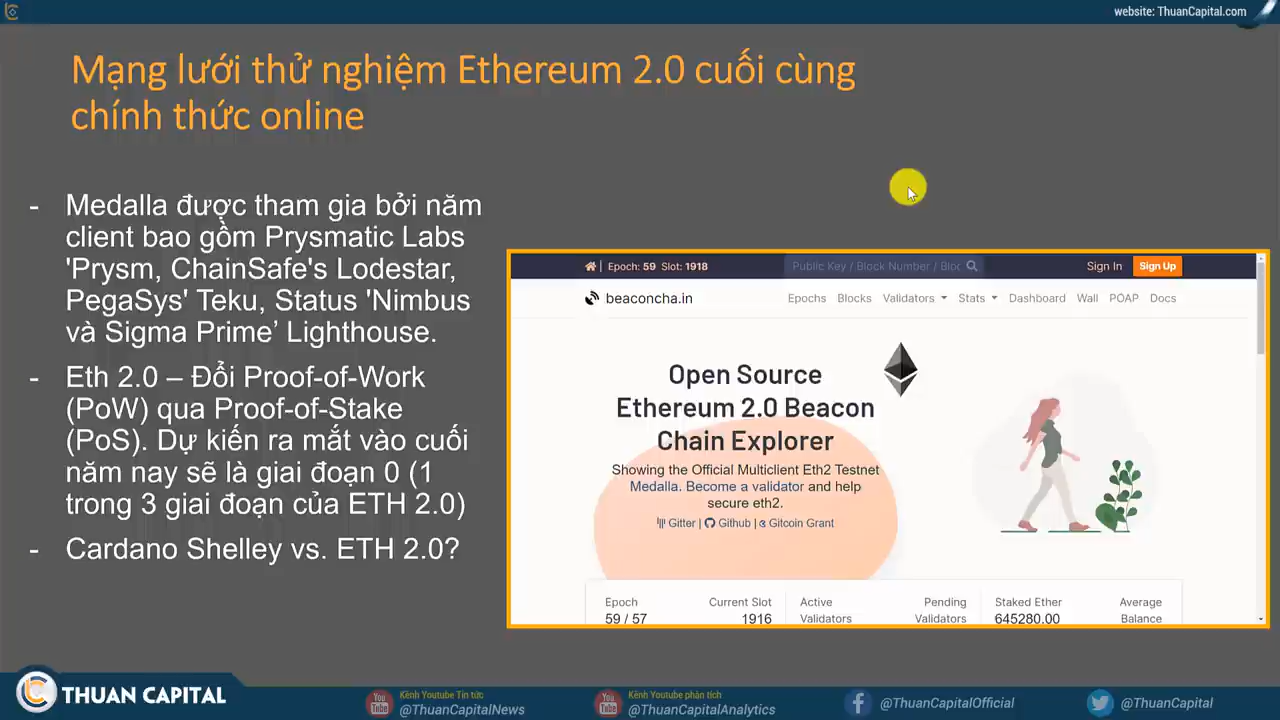 website: ThuanCapital.com
Mạng lưới thử nghiệm Ethereum 2.0 cuối cùng
chính thức online
- Medalla được tham gia bởi năm
client bao gồm Prysmatic Labs
'Prysm, ChainSafe's Lodestar,
PegaSys' Teku, Status 'Nimbus
và Sigma Prime’ Lighthouse.
- Eth 2.0 – Đổi Proof-of-Work
(PoW) qua Proof-of-Stake
(PoS). Dự kiến ra mắt vào cuối
năm nay sẽ là giai đoạn 0 (1
trong 3 giai đoạn của ETH 2.0)
- Cardano Shelley vs. ETH 2.0?
Epoch: 59 Slot: 1918 Public Key / Block Number / Bloc Sign In Sign Up
beaconcha.in Epochs Blocks Validators Stats Dashboard Wall POAP Docs
Open Source
Ethereum 2.0 Beacon
Chain Explorer
Showing the Official Multiclient Eth2 Testnet
Medalla. Become a validator and help
secure eth2.
Gitter | Github | Gitcoin Grant
Epoch Current Slot Active Pending Staked Ether Average
59 / 57 1916 Validators Validators 645280.00 Balance
THUAN CAPITAL
Kênh Youtube Tin tức
@ThuanCapitalNews
Kênh Youtube phân tích
@ThuanCapitalAnalytics
@ThuanCapitalOfficial
@ThuanCapital